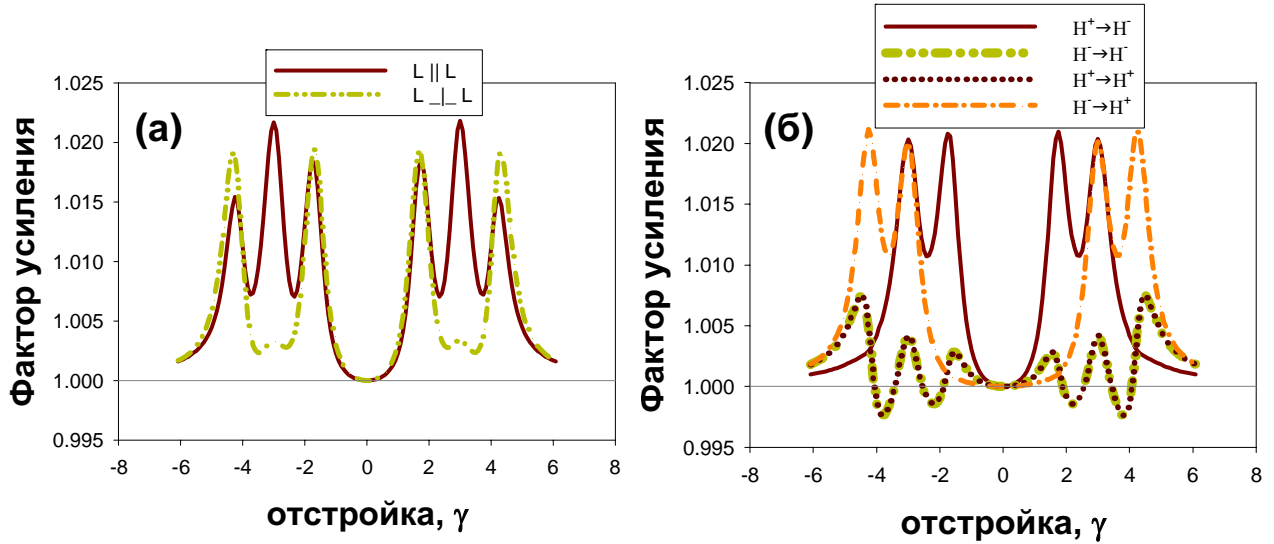 L || L
L _|_ L
(а)
Фактор усиления
1.025
1.020
1.015
1.010
1.005
1.000
0.995
-8 -6 -4 -2 0 2 4 6 8
отстройка, γ
H⁺→H⁻
H⁻→H⁻
H⁺→H⁺
H⁻→H⁺
(б)
Фактор усиления
1.025
1.020
1.015
1.010
1.005
1.000
0.995
-8 -6 -4 -2 0 2 4 6 8
отстройка, γ